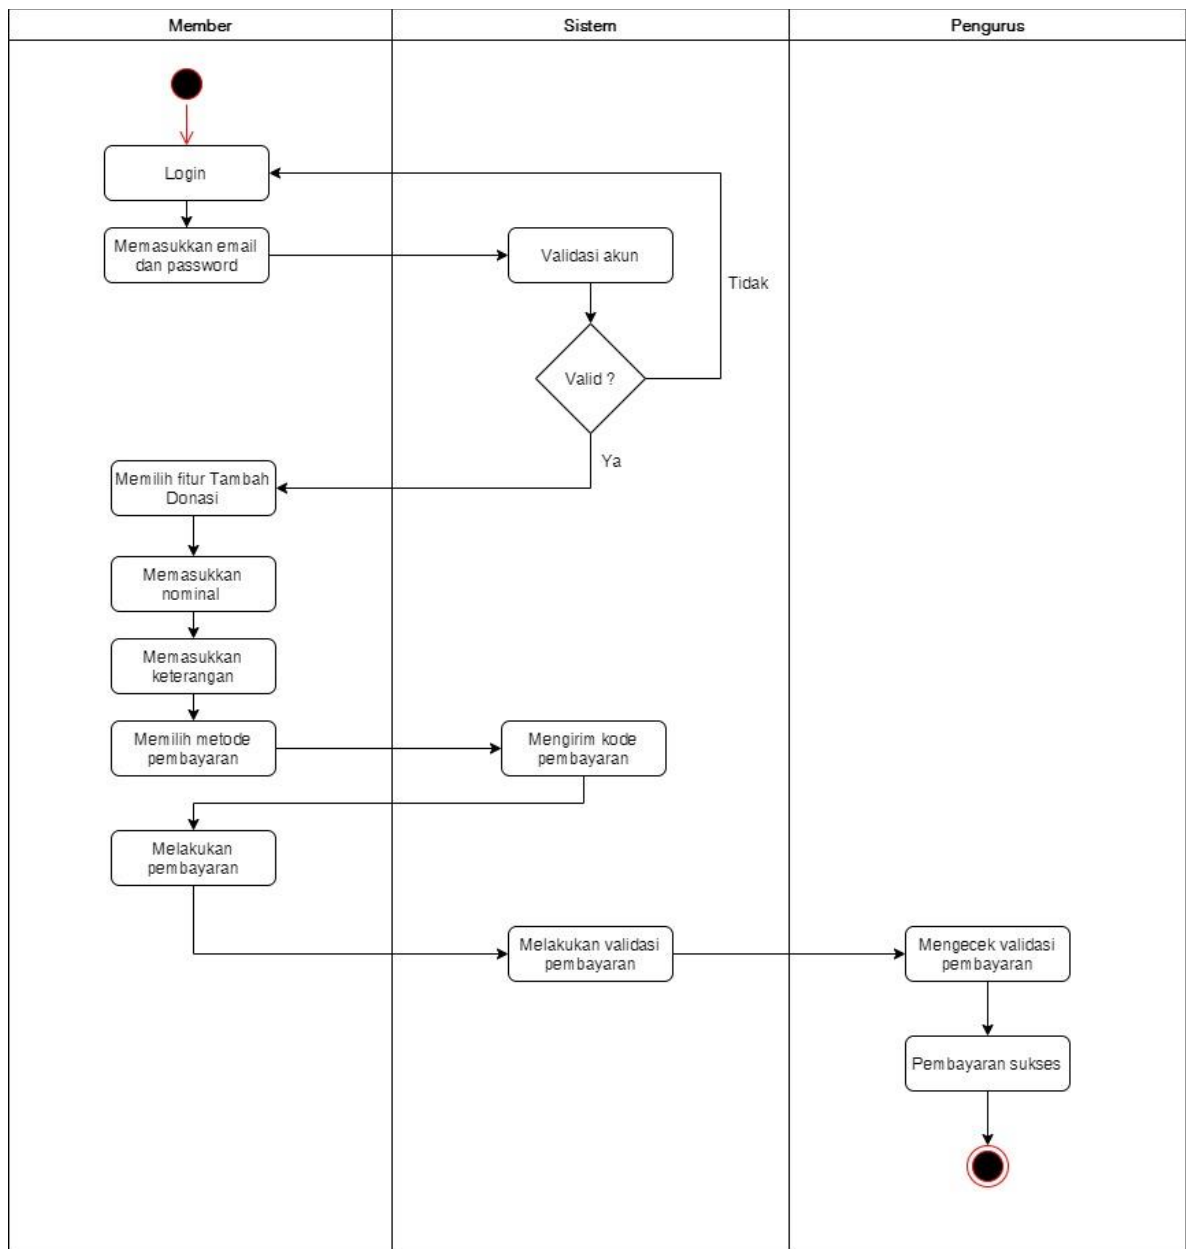 Member
Sistem
Pengurus
Login
Memasukkan email
dan password
Validasi akun
Tidak
Valid ?
Ya
Memilih fitur Tambah
Donasi
Memasukkan
nominal
Memasukkan
keterangan
Memilih metode
pembayaran
Mengirim kode
pembayaran
Melakukan
pembayaran
Melakukan validasi
pembayaran
Mengecek validasi
pembayaran
Pembayaran sukses